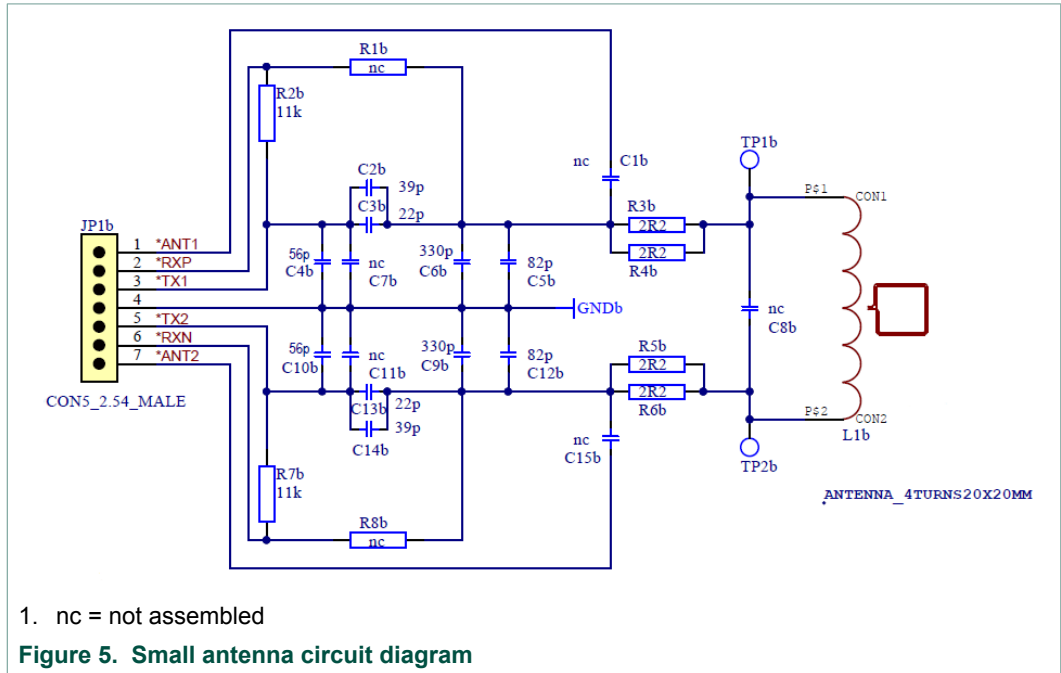 R1b
nc
R2b
11k
TP1b
nc C1b
C2b
39p
P$1 CON1
C3b
22p
R3b
2R2
JP1b
1 *ANT1
2 *RXP
3 *TX1
4
5 *TX2
6 *RXN
7 *ANT2
CON5_2.54_MALE
56p
C4b
nc
C7b
330p
C6b
82p
C5b
2R2
R4b
GNDb
nc
C8b
56p
C10b
nc
C11b
330p
C9b
82p
C12b
R5b
2R2
C13b
22p
2R2
R6b
39p
C14b
nc
C15b
P$2 CON2
L1b
TP2b
R7b
11k
ANTENNA_4TURNS20X20MM
R8b
nc
1. nc = not assembled
Figure 5. Small antenna circuit diagram